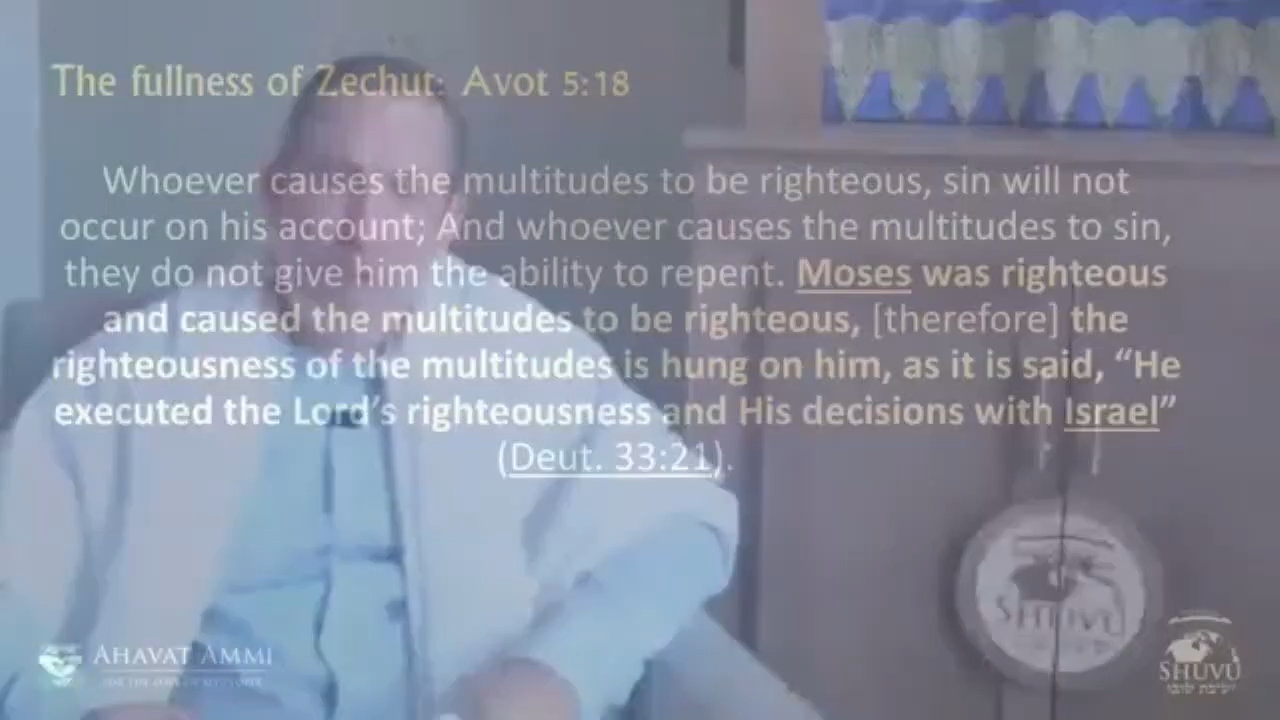 The fullness of Zechut: Avot 5:18
Whoever causes the multitudes to be righteous, sin will not
occur on his account; And whoever causes the multitudes to sin,
they do not give him the ability to repent. Moses was righteous
and caused the multitudes to be righteous, [therefore] the
righteousness of the multitudes is hung on him, as it is said, “He
executed the Lord’s righteousness and His decisions with Israel”
(Deut. 33:21).
SHUVU
AHAVAT AMMI
SHUVU
ישיבת שובו